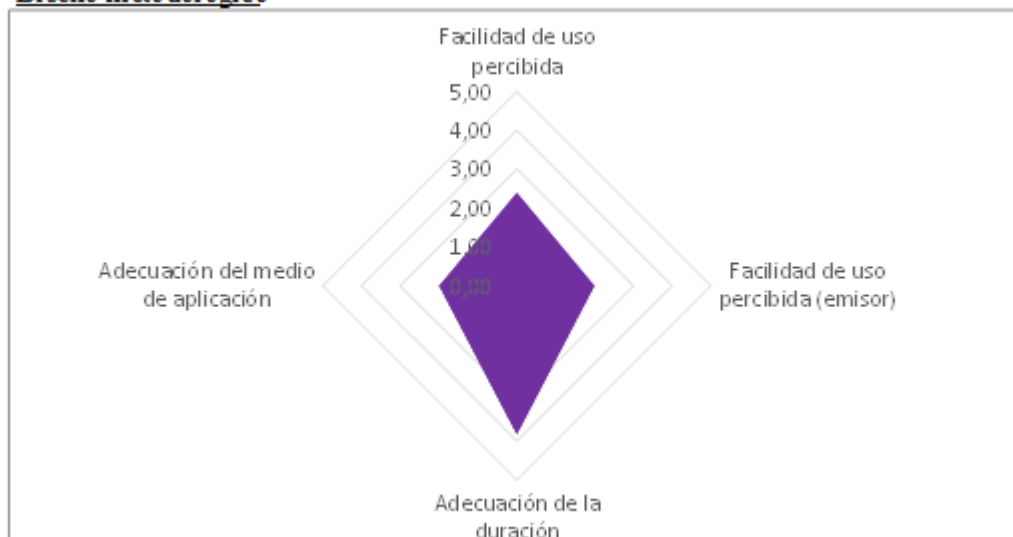 Facilidad de uso
percibida
5,00
4,00
3,00
2,00
1,00
0,00
Adecuación del medio
de aplicación
Facilidad de uso
percibida (emisor)
Adecuación de la
duración